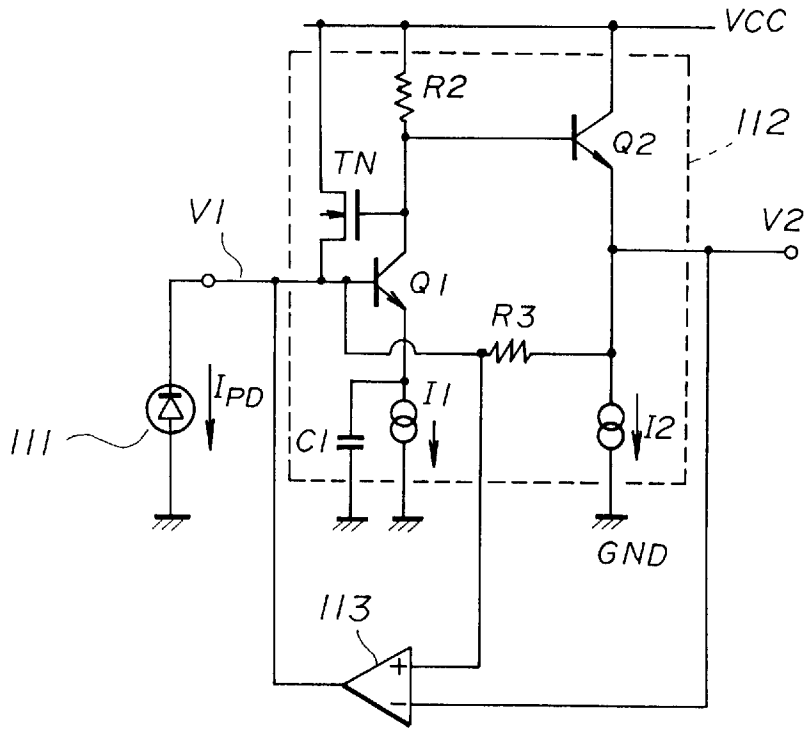 VCC
R2
112
Q2
TN
V1
V2
Q1
R3
IPD
I1
I2
111
C1
GND
113
+
−